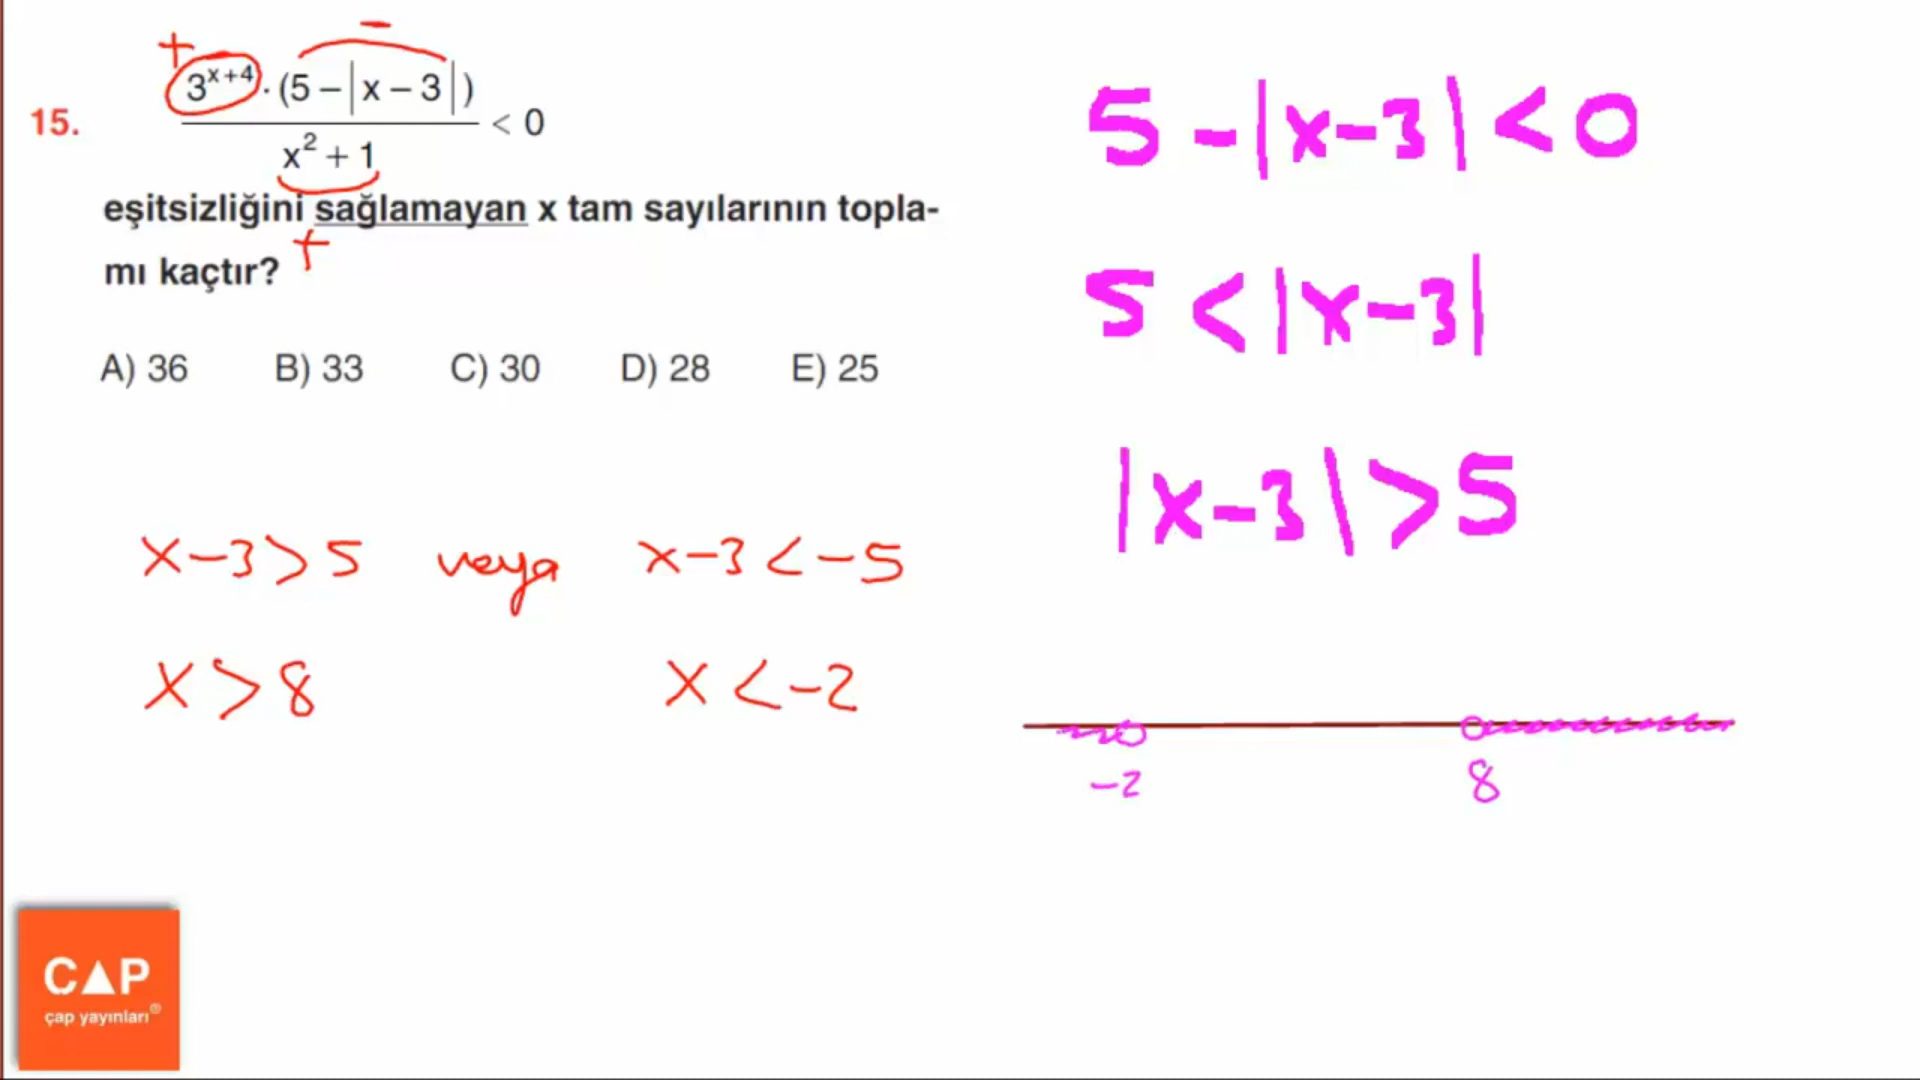 15. 3^{x+4} · (5 – |x – 3|) / x² + 1 < 0
eşitsizliğini sağlamayan x tam sayılarının topla-
mı kaçtır?
A) 36 B) 33 C) 30 D) 28 E) 25
+
–
+
5 – |x – 3| < 0
5 < |x – 3|
|x – 3| > 5
x – 3 > 5 veya x – 3 < – 5
x > 8 x < – 2
– 2 8
CAP
çap yayınları®